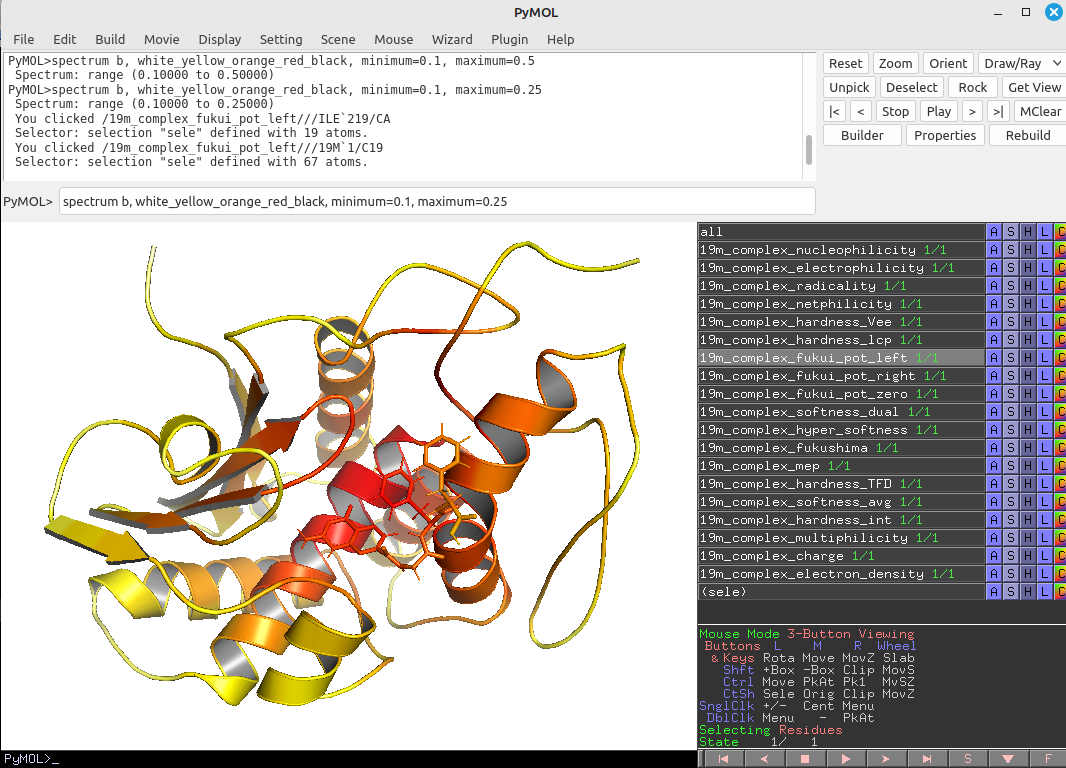 PyMOL
File Edit Build Movie Display Setting Scene Mouse Wizard Plugin Help
PyMOL>spectrum b, white_yellow_orange_red_black, minimum=0.1, maximum=0.5
Spectrum: range (0.10000 to 0.50000)
PyMOL>spectrum b, white_yellow_orange_red_black, minimum=0.1, maximum=0.25
Spectrum: range (0.10000 to 0.25000)
You clicked /19m_complex_fukui_pot_left///ILE`219/CA
Selector: selection "sele" defined with 19 atoms.
You clicked /19m_complex_fukui_pot_left///19M`1/C19
Selector: selection "sele" defined with 67 atoms.
Reset Zoom Orient Draw/Ray
Unpick Deselect Rock Get View
|< < Stop Play > >| MClear
Builder Properties Rebuild
PyMOL> spectrum b, white_yellow_orange_red_black, minimum=0.1, maximum=0.25
all A S H L C
19m_complex_nucleophilicity 1/1 A S H L C
19m_complex_electrophilicity 1/1 A S H L C
19m_complex_radicality 1/1 A S H L C
19m_complex_netphilicity 1/1 A S H L C
19m_complex_hardness_Vee 1/1 A S H L C
19m_complex_hardness_lcp 1/1 A S H L C
19m_complex_fukui_pot_left 1/1 A S H L C
19m_complex_fukui_pot_right 1/1 A S H L C
19m_complex_fukui_pot_zero 1/1 A S H L C
19m_complex_softness_dual 1/1 A S H L C
19m_complex_hyper_softness 1/1 A S H L C
19m_complex_fukushima 1/1 A S H L C
19m_complex_mep 1/1 A S H L C
19m_complex_hardness_TFD 1/1 A S H L C
19m_complex_softness_avg 1/1 A S H L C
19m_complex_hardness_int 1/1 A S H L C
19m_complex_multiphilicity 1/1 A S H L C
19m_complex_charge 1/1 A S H L C
19m_complex_electron_density 1/1 A S H L C
(sele) A S H L C
Mouse Mode 3-Button Viewing
Buttons L M R Wheel
& Keys Rota Move MovZ Slab
Shft +Box -Box Clip MovS
Ctrl Move PkAt Pk1 MvSZ
CtSh Sele Orig Clip MovZ
SnglClk +/- Cent Menu
DblClk Menu - PkAt
Selecting Residues
State 1/ 1
PyMOL>_
S F